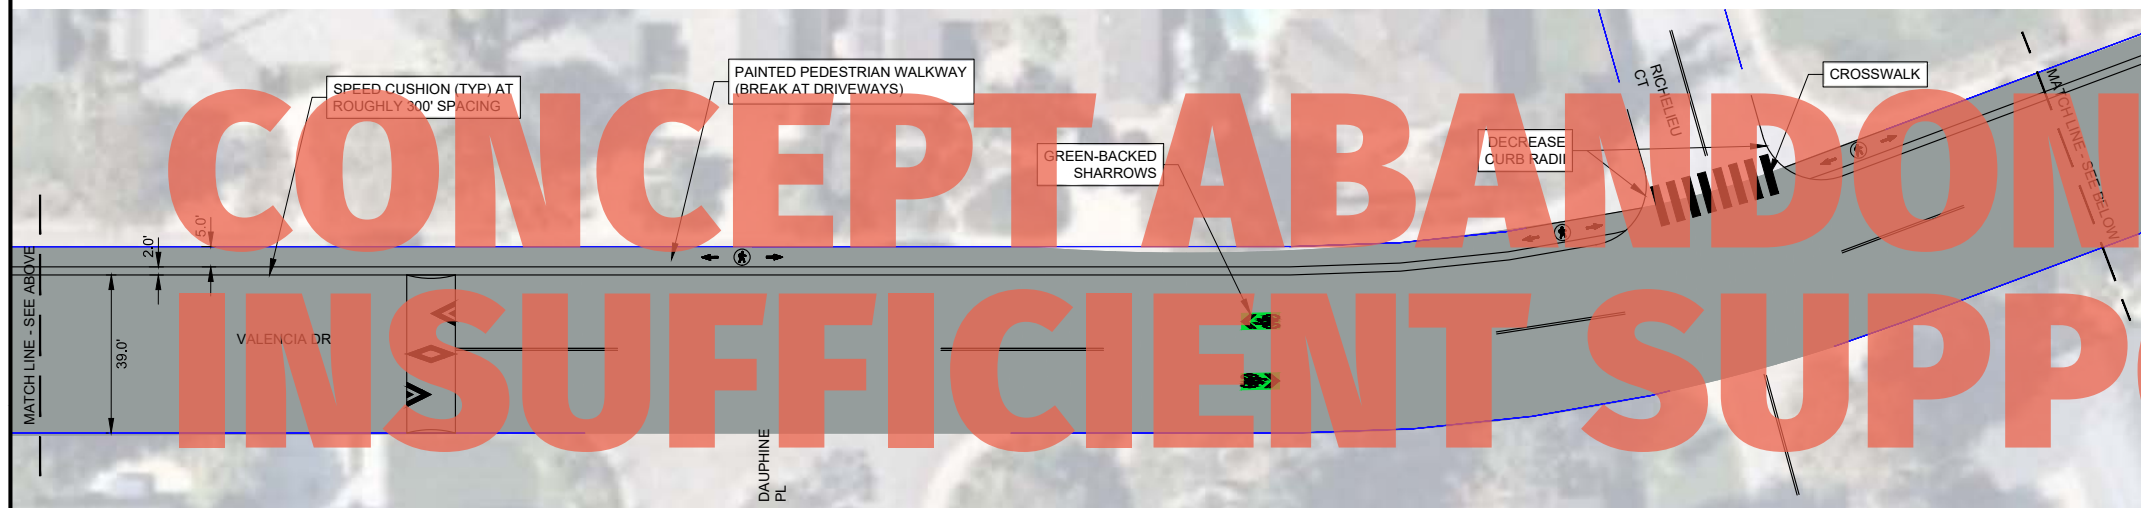 SPEED CUSHION (TYP) AT
ROUGHLY 300' SPACING
PAINTED PEDESTRIAN WALKWAY
(BREAK AT DRIVEWAYS)
GREEN-BACKED
SHARROWS
DECREASE
CURB RADII
RICHELIEU
CT
CROSSWALK
MATCH LINE - SEE BELOW
CONCEPT ABANDON
MATCH LINE - SEE ABOVE
2.0'
5.0'
39.0'
VALENCIA DR
INSUFFICIENT SUPP
DAUPHINE
PL